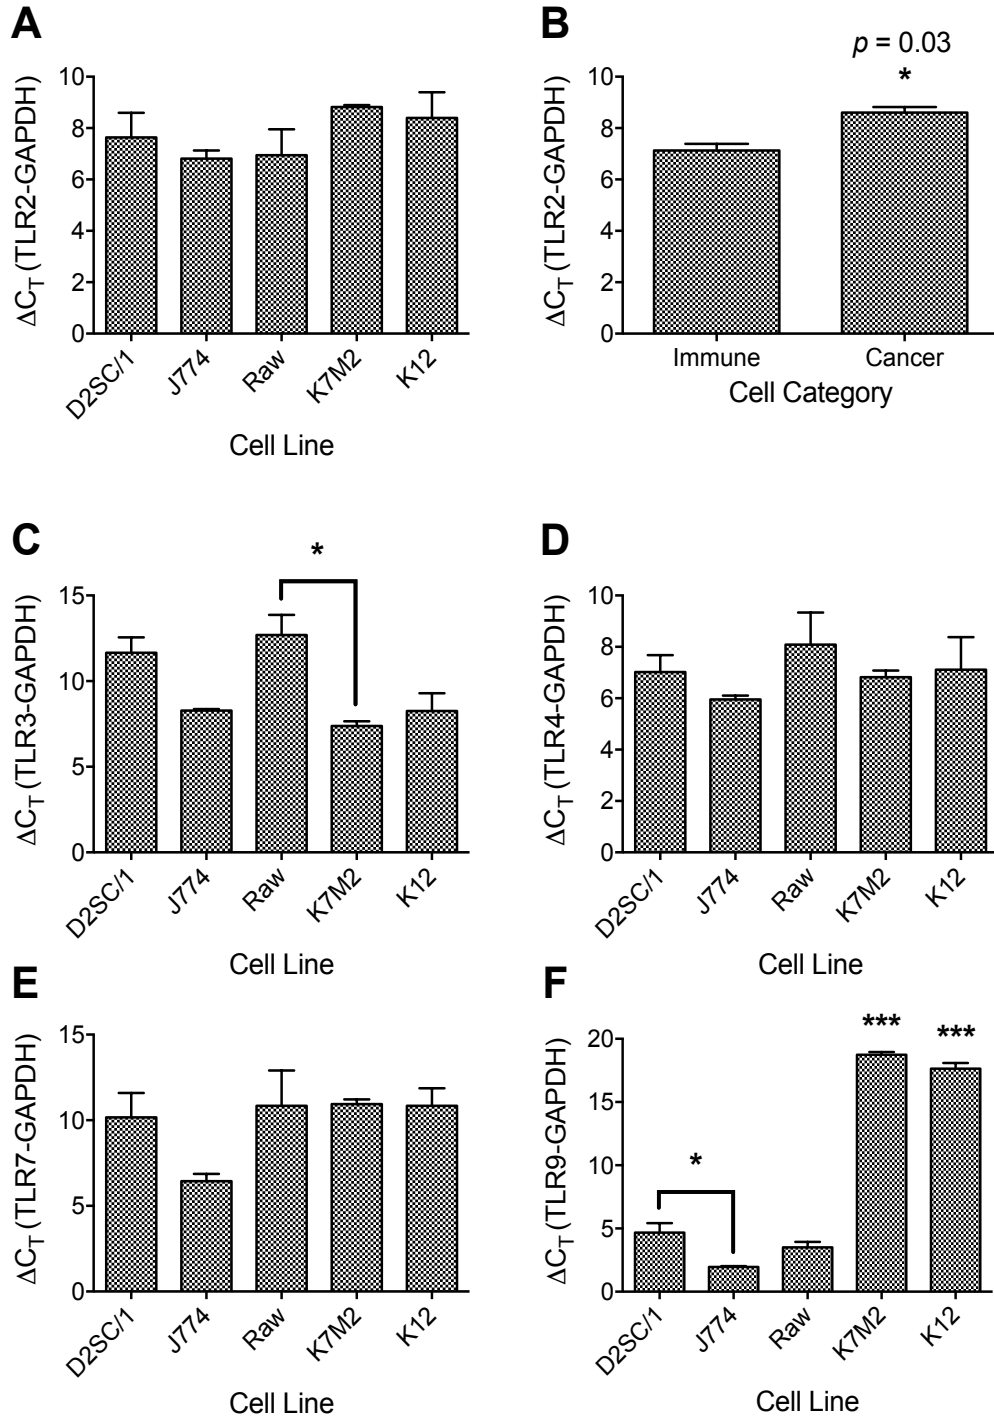 A
ΔCT (TLR2-GAPDH)
10
8
6
4
2
0
D2SC/1
J774
Raw
K7M2
K12
Cell Line
B
p = 0.03
*
ΔCT (TLR2-GAPDH)
10
8
6
4
2
0
Immune
Cancer
Cell Category
C
*
ΔCT (TLR3-GAPDH)
15
10
5
0
D2SC/1
J774
Raw
K7M2
K12
Cell Line
D
ΔCT (TLR4-GAPDH)
10
8
6
4
2
0
D2SC/1
J774
Raw
K7M2
K12
Cell Line
E
ΔCT (TLR7-GAPDH)
15
10
5
0
D2SC/1
J774
Raw
K7M2
K12
Cell Line
F
***
***
*
ΔCT (TLR9-GAPDH)
20
15
10
5
0
D2SC/1
J774
Raw
K7M2
K12
Cell Line